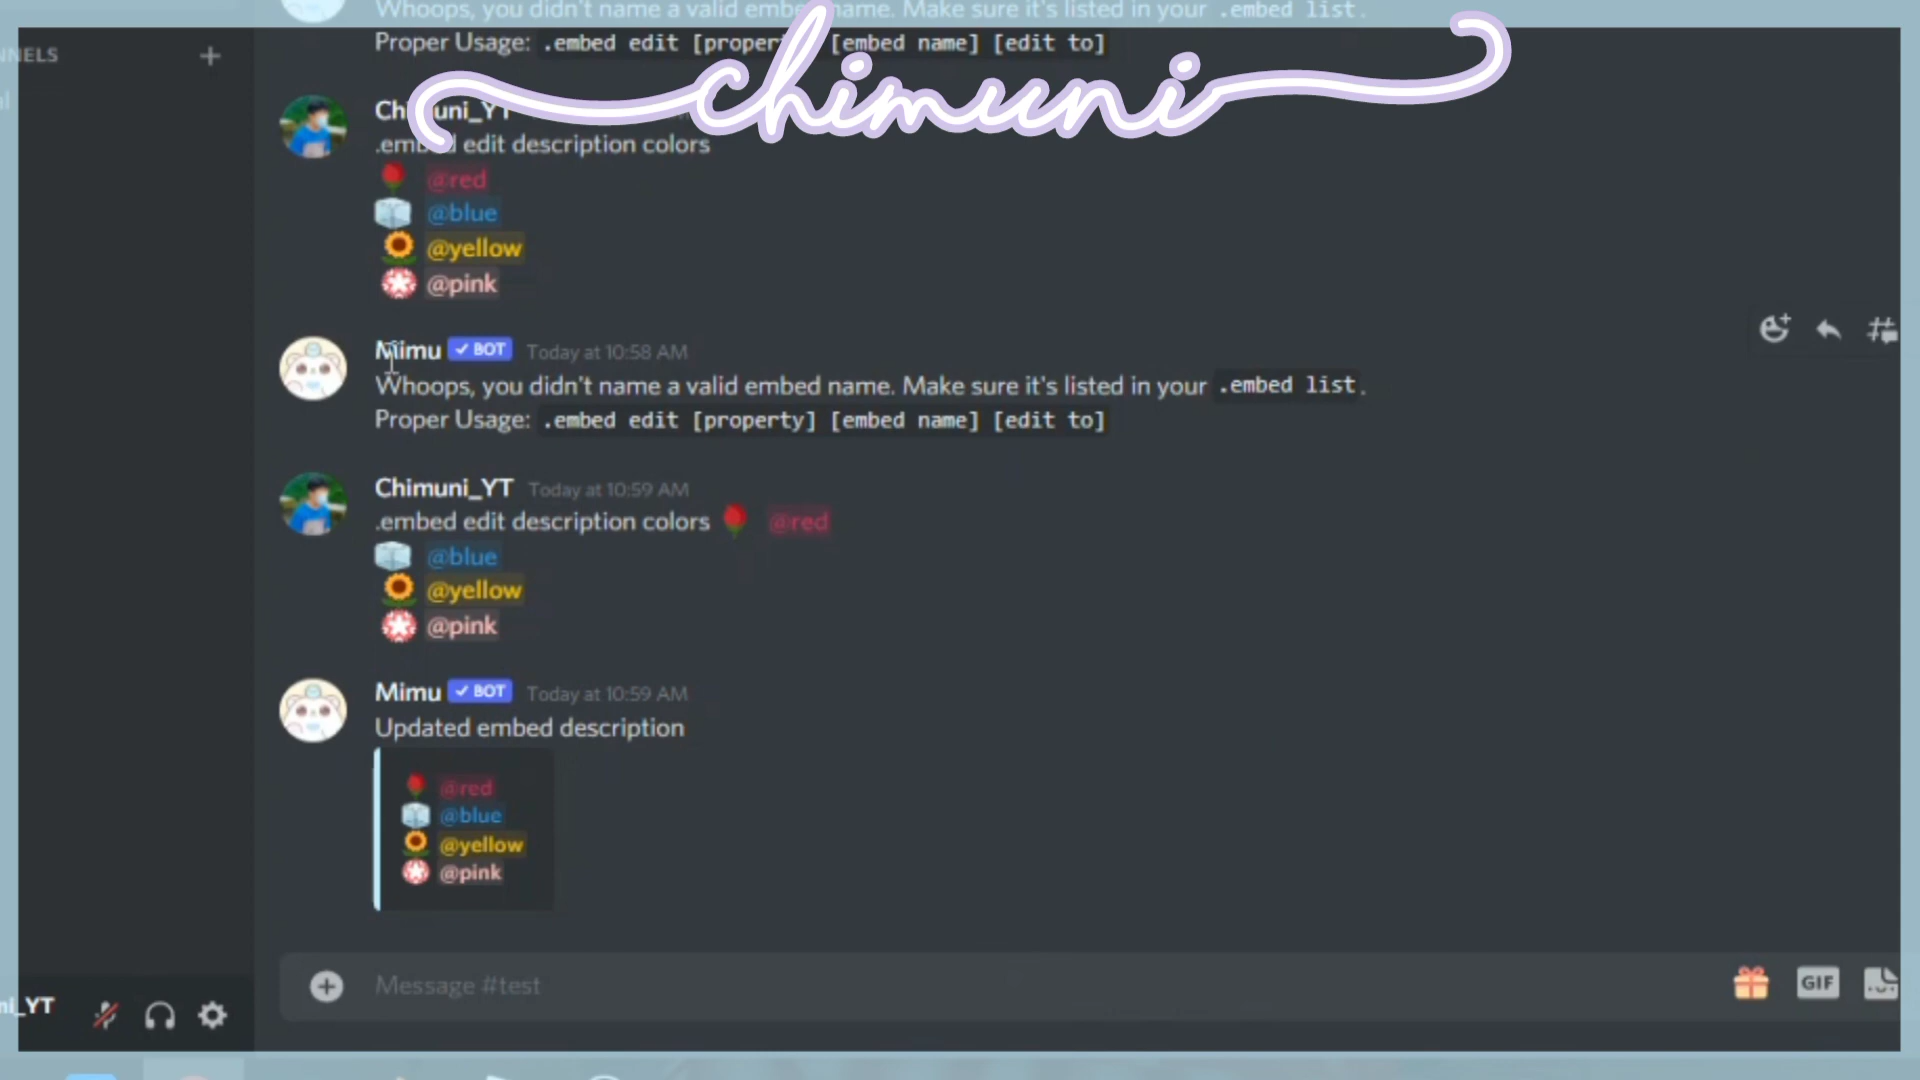 Whoops, you didn't name a valid embed name. Make sure it's listed in your .embed list.
Proper Usage: .embed edit [property] [embed name] [edit to]
chimuni
NNELS
al
Chimuni_YT
.embed edit description colors
@red
@blue
@yellow
@pink
Mimu BOT Today at 10:58 AM
Whoops, you didn't name a valid embed name. Make sure it's listed in your .embed list.
Proper Usage: .embed edit [property] [embed name] [edit to]
Chimuni_YT Today at 10:59 AM
.embed edit description colors @red
@blue
@yellow
@pink
Mimu BOT Today at 10:59 AM
Updated embed description
@red
@blue
@yellow
@pink
Message #test
GIF
ni_YT